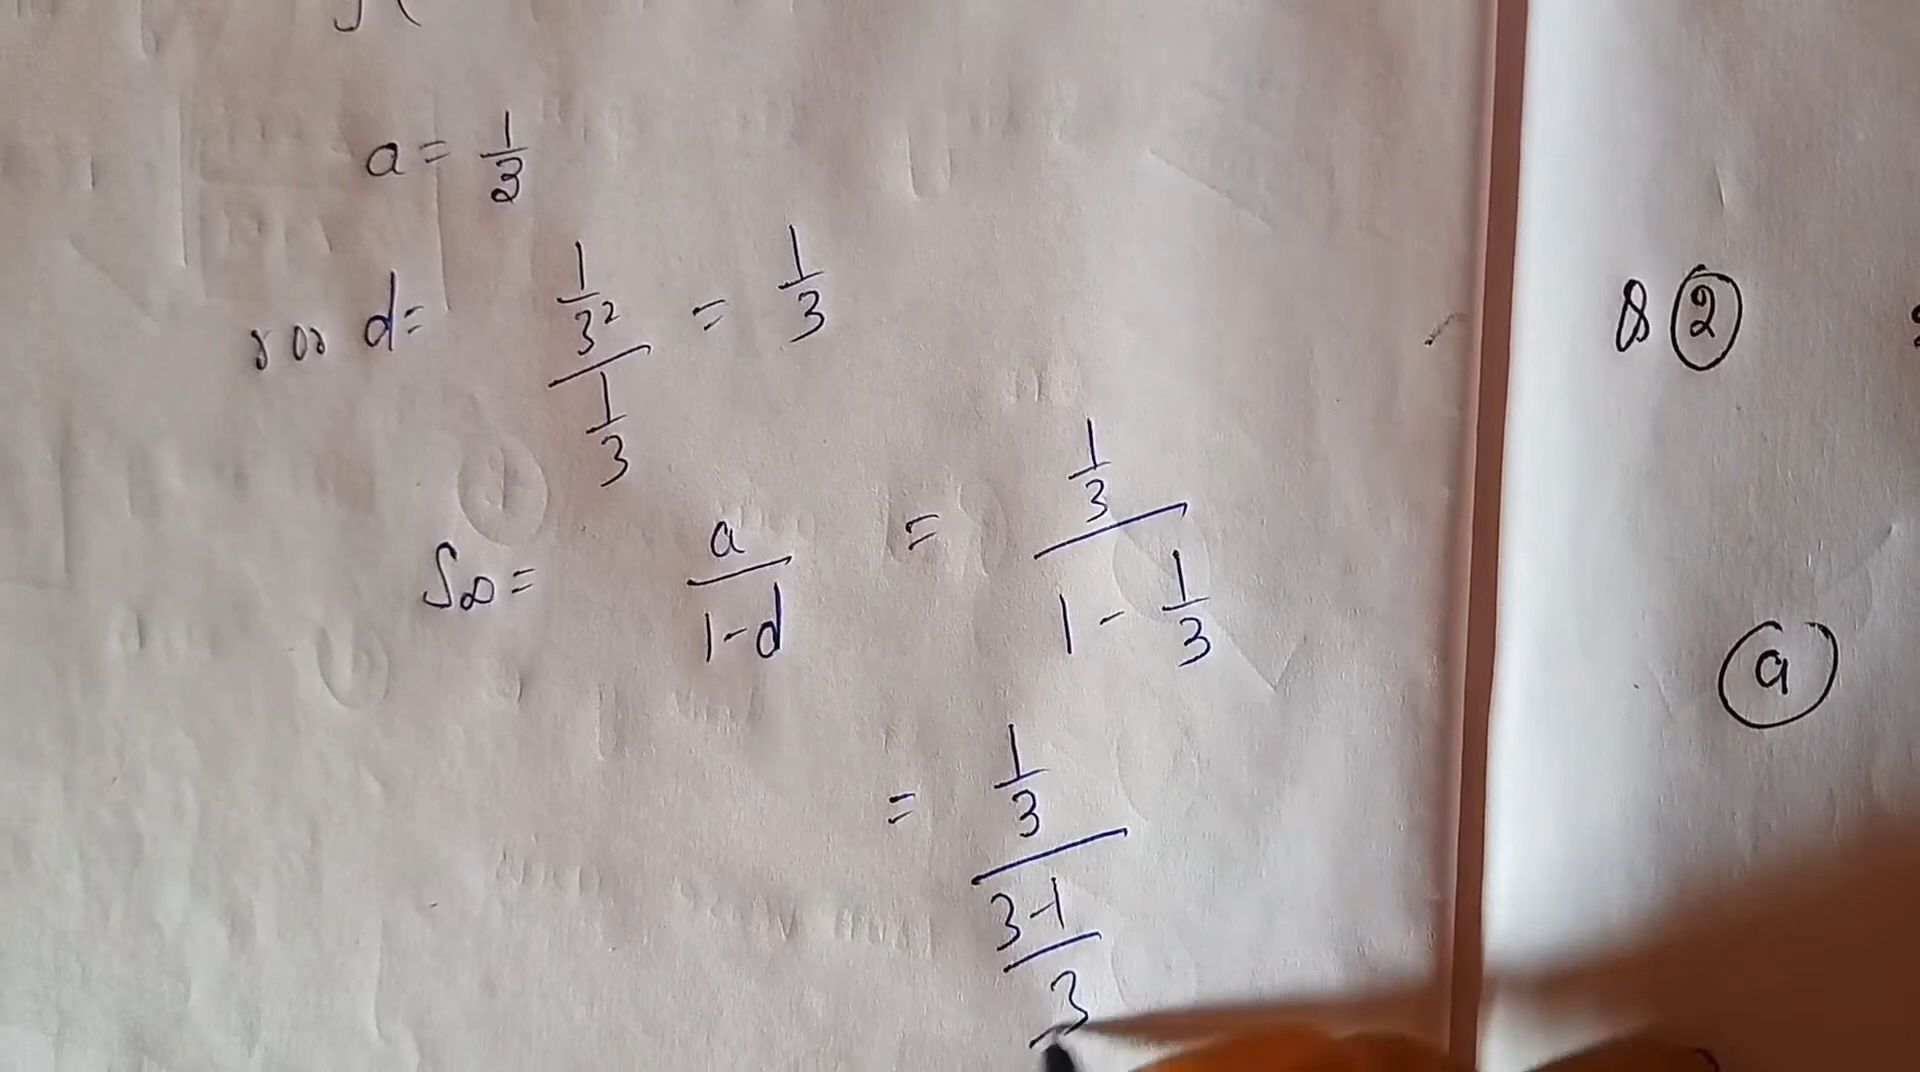 a = 1/3
r or d = (1/3²)/(1/3) = 1/3
S∞ = a/(1-d) = (1/3)/(1 - 1/3)
= (1/3)/((3-1)/3)
8 ②
ⓐ